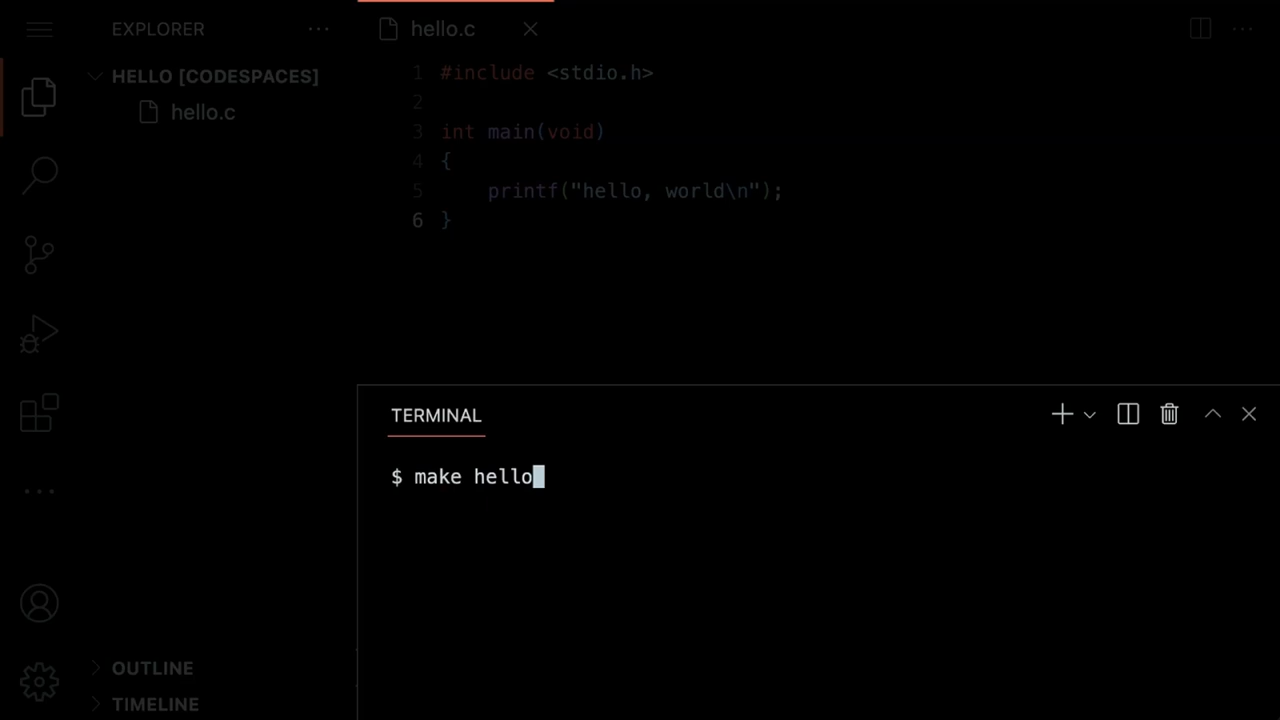 EXPLORER
HELLO [CODESPACES]
hello.c
OUTLINE
TIMELINE
hello.c
1 #include <stdio.h>
2
3 int main(void)
4 {
5     printf("hello, world\n");
6 }
TERMINAL
$ make hello